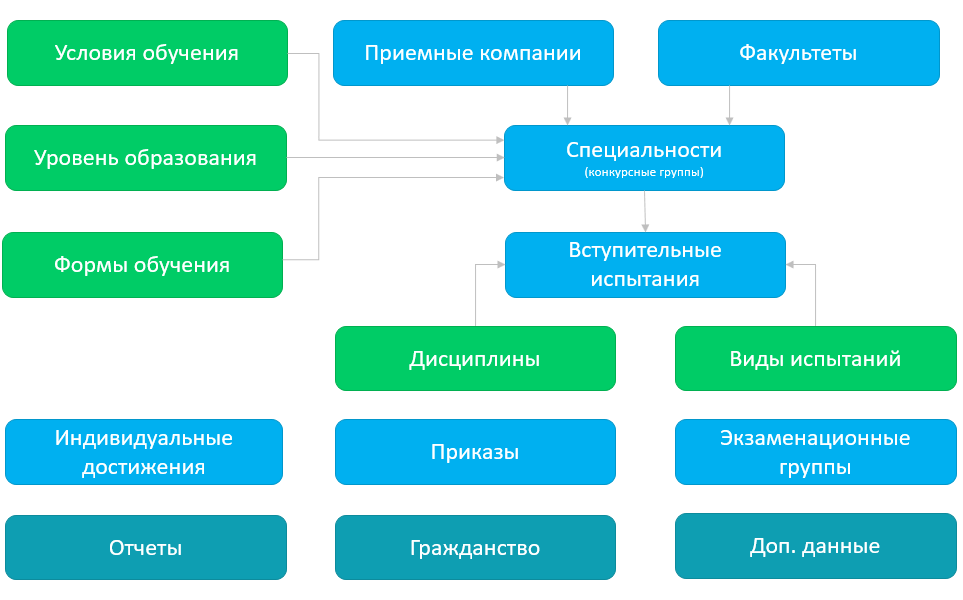 Условия обучения
Приемные компании
Факультеты
Уровень образования
Специальности
(конкурсные группы)
Формы обучения
Вступительные
испытания
Дисциплины
Виды испытаний
Индивидуальные
достижения
Приказы
Экзаменационные
группы
Отчеты
Гражданство
Доп. данные